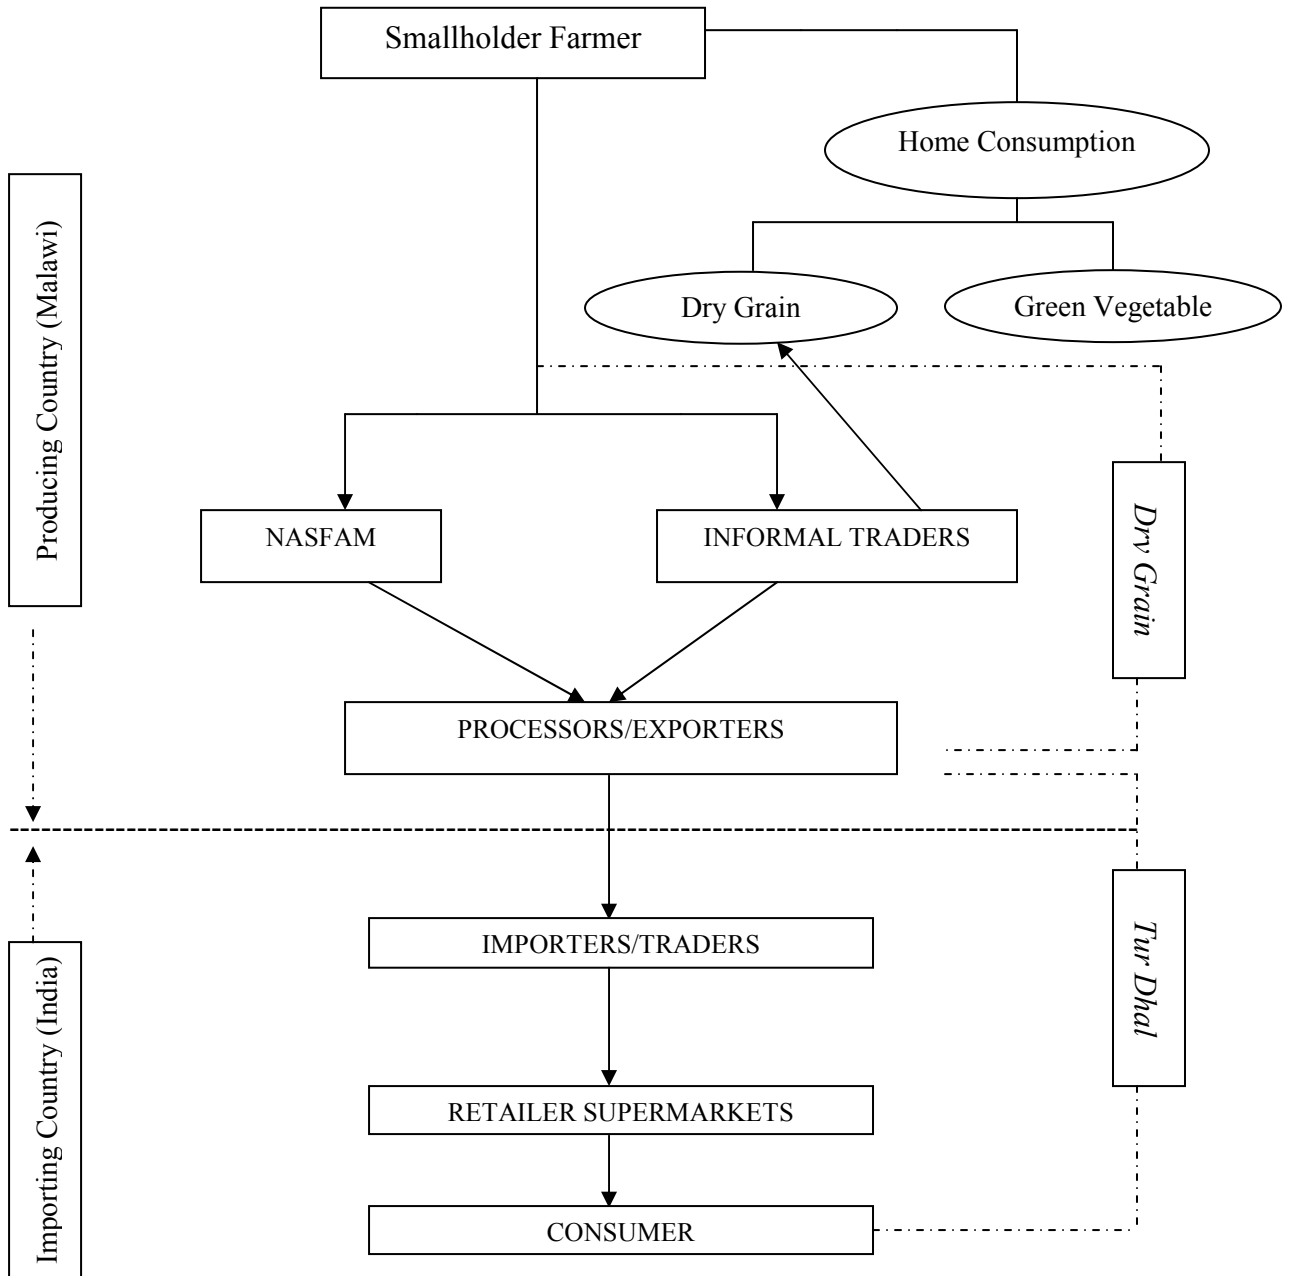 Smallholder Farmer
Home Consumption
Dry Grain
Green Vegetable
Producing Country (Malawi)
NASFAM
INFORMAL TRADERS
Drv Grain
PROCESSORS/EXPORTERS
IMPORTERS/TRADERS
Tur Dhal
Importing Country (India)
RETAILER SUPERMARKETS
CONSUMER